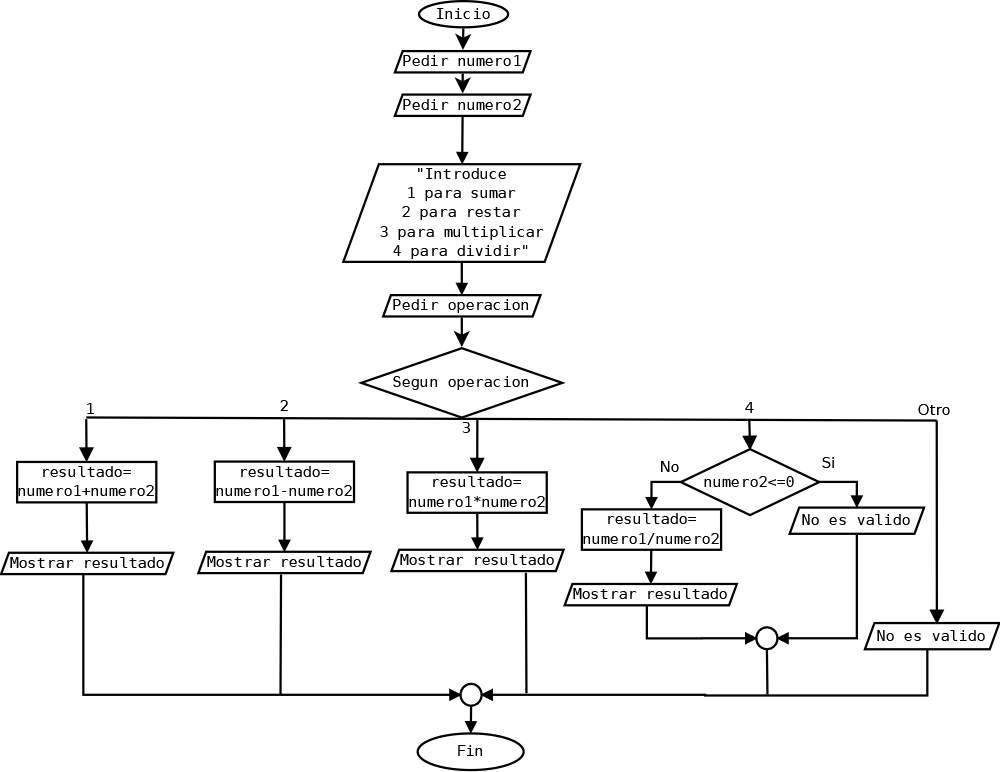 Inicio
Pedir numero1
Pedir numero2
"Introduce
1 para sumar
2 para restar
3 para multiplicar
4 para dividir"
Pedir operacion
Segun operacion
1
2
3
4
Otro
resultado=
numero1+numero2
Mostrar resultado
resultado=
numero1-numero2
Mostrar resultado
resultado=
numero1*numero2
Mostrar resultado
numero2<=0
No
Si
resultado=
numero1/numero2
Mostrar resultado
No es valido
No es valido
Fin